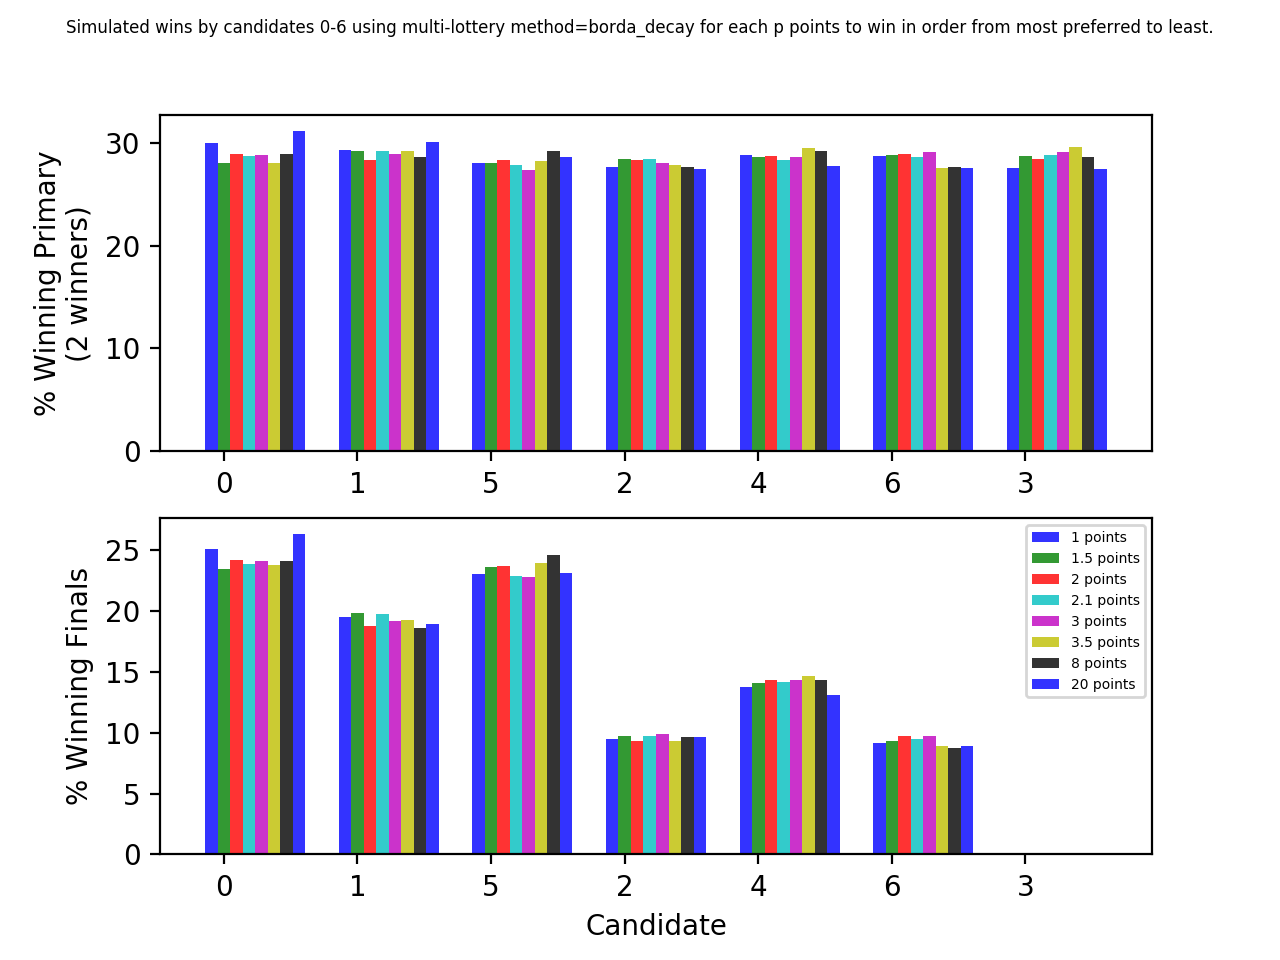 Simulated wins by candidates 0-6 using multi-lottery method=borda_decay for each p points to win in order from most preferred to least.
% Winning Primary
(2 winners)
30
20
10
0
0 1 5 2 4 6 3
% Winning Finals
25
20
15
10
5
0
1 points
1.5 points
2 points
2.1 points
3 points
3.5 points
8 points
20 points
0 1 5 2 4 6 3
Candidate